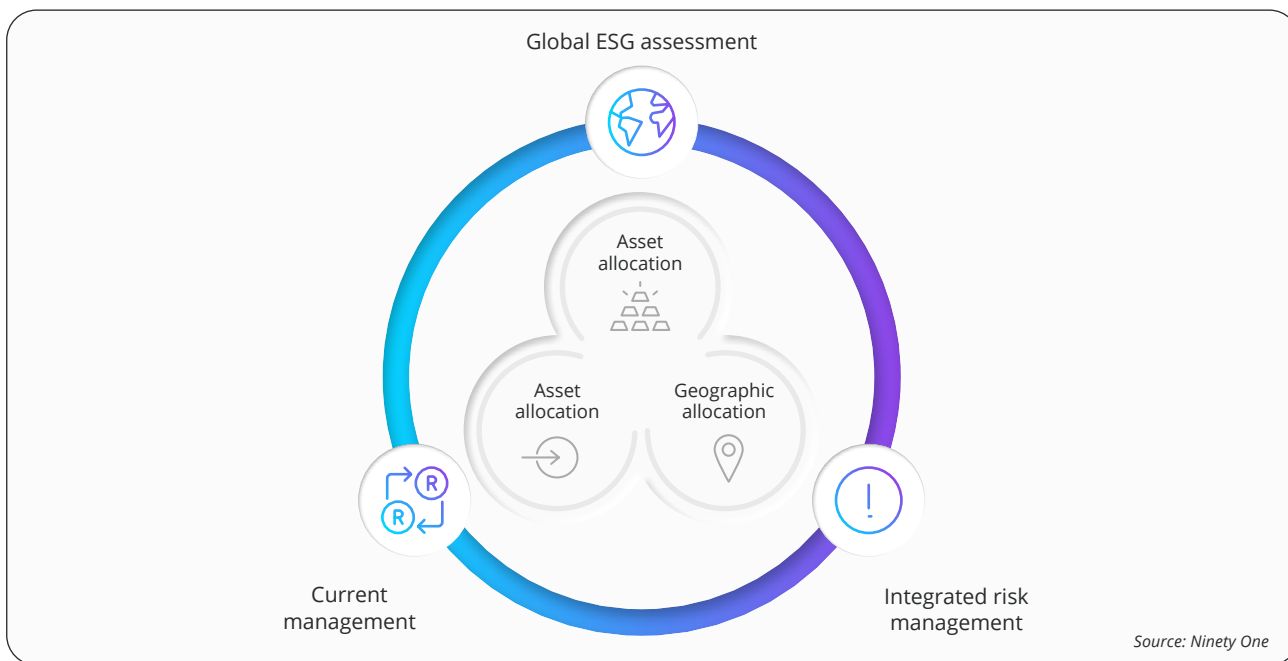 Global ESG assessment
Asset
allocation
Asset
allocation
Geographic
allocation
R
R
Current
management
Integrated risk
management
Source: Ninety One